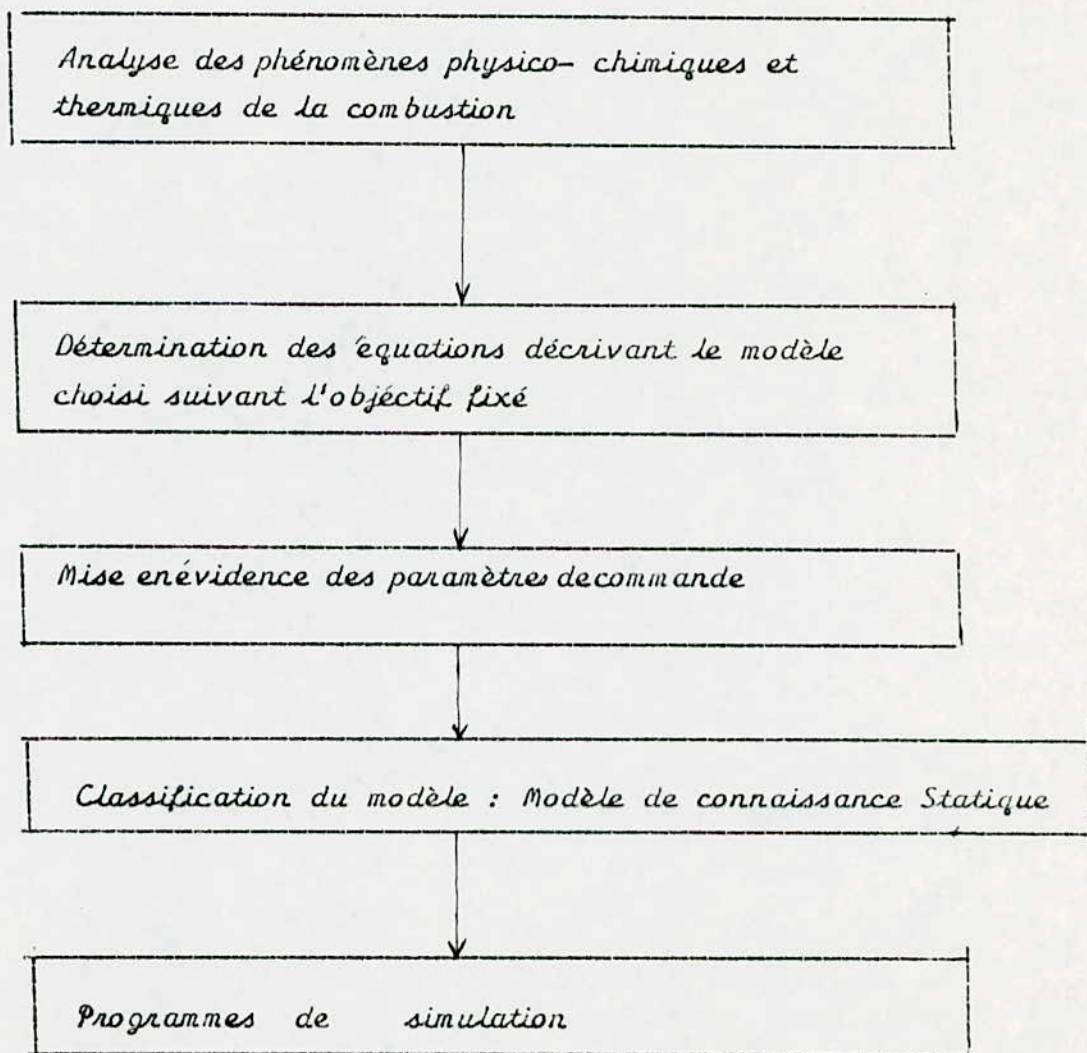 Analyse des phénomènes physico- chimiques et
thermiques de la combustion
Détermination des équations décrivant le modèle
choisi suivant l'objéctif fixé
Mise enévidence des paramètres decommande
Classification du modèle : Modèle de connaissance Statique
Programmes de simulation